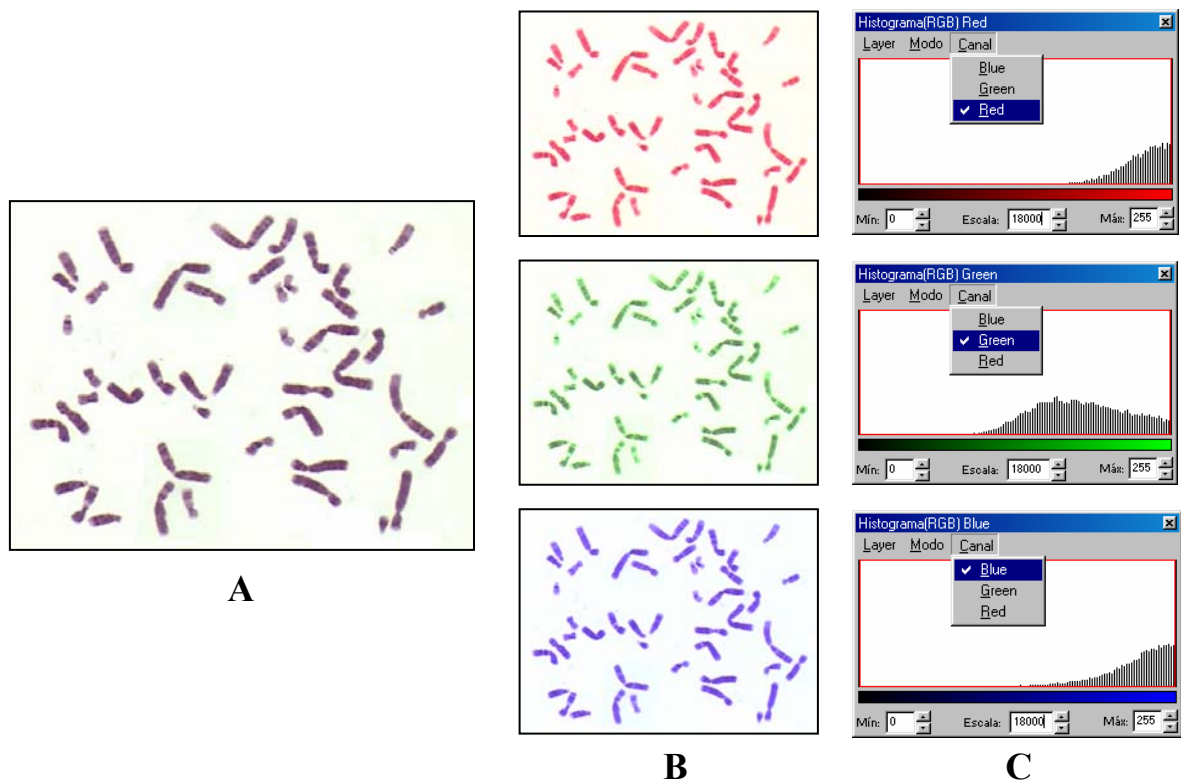 Histograma(RGB) Red
Layer Modo Canal
Blue
Green
Red
Mín: 0 Escala: 18000 Máx: 255
Histograma(RGB) Green
Layer Modo Canal
Blue
Green
Red
Mín: 0 Escala: 18000 Máx: 255
Histograma(RGB) Blue
Layer Modo Canal
Blue
Green
Red
Mín: 0 Escala: 18000 Máx: 255
A
B C